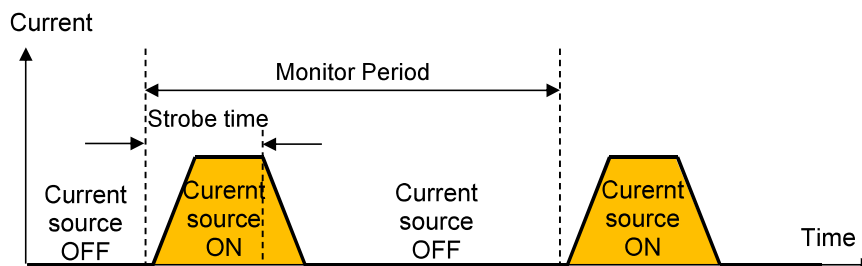 Current
Monitor Period
Strobe time
Current
source
OFF
Curernt
source
ON
Current
source
OFF
Curernt
source
ON
Time